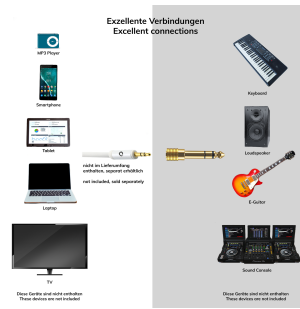 Exzellente Verbindungen
Excellent connections
MP3 Player
Smartphone
Tablet
Laptop
TV
nicht im Lieferumfang
enthalten, separat erhältlich
not included, sold separately
Keyboard
Loudspeaker
E-Guitar
Sound Console
Diese Geräte sind nicht enthalten
These devices are not included
Diese Geräte sind nicht enthalten
These devices are not included